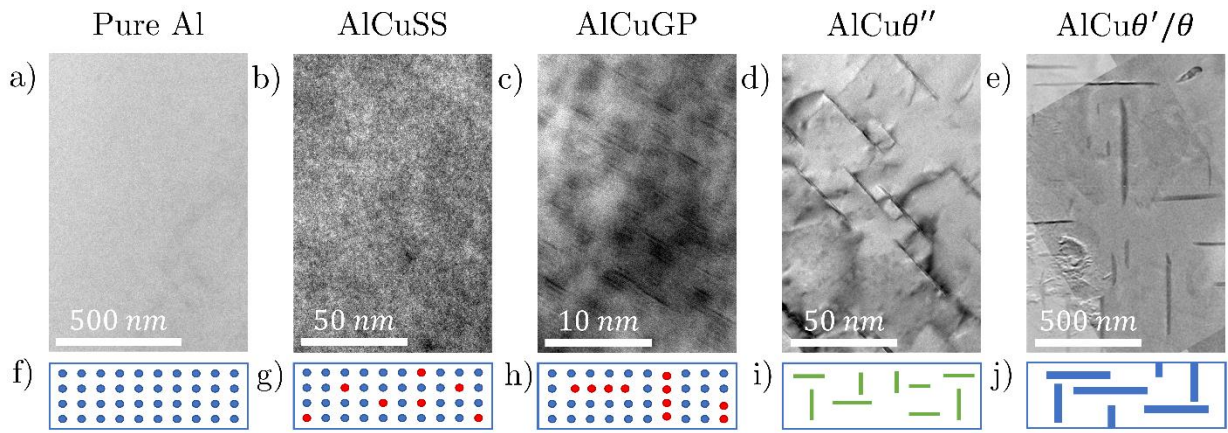 Pure Al AlCuSS AlCuGP AlCuθ′′ AlCuθ′/θ
a) b) c) d) e)
500 nm 50 nm 10 nm 50 nm 500 nm
f) g) h) i) j)